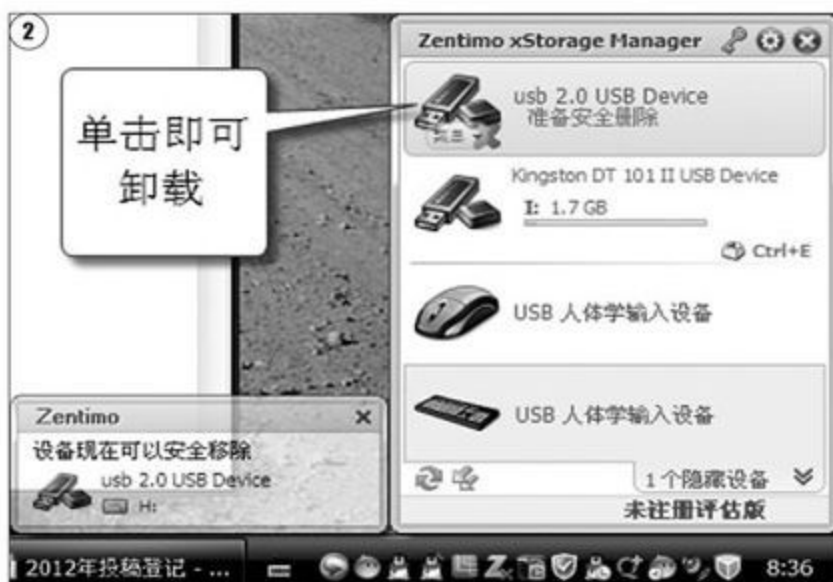 2
单击即可
卸载
Zentimo xStorage Manager
usb 2.0 USB Device
准备安全删除
Kingston DT 101 II USB Device
I: 1.7 GB
Ctrl+E
USB 人体学输入设备
USB 人体学输入设备
1个隐藏设备
未注册评估版
Zentimo
设备现在可以安全移除
usb 2.0 USB Device
H:
2012年投稿登记 - ...
8:36